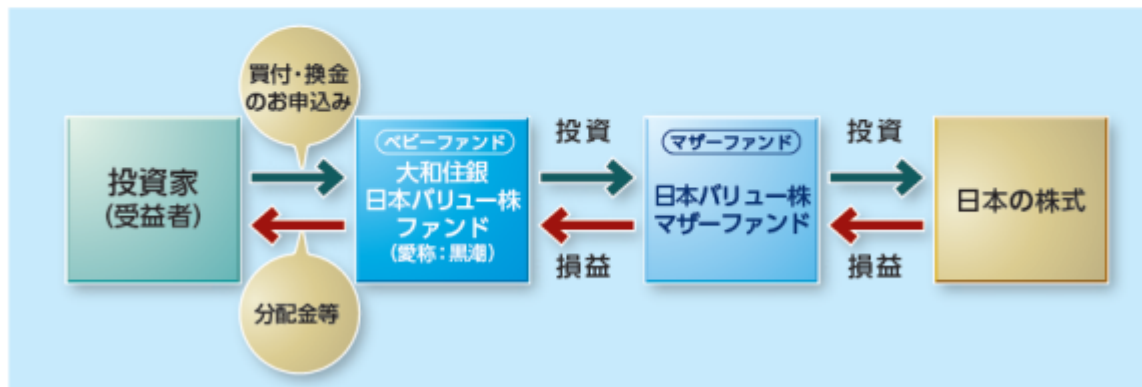 買付・換金
のお申込み
投資家
(受益者)
分配金等
ベビーファンド
大和住銀
日本バリュー株
ファンド
(愛称:黒潮)
投資
損益
マザーファンド
日本バリュー株
マザーファンド
投資
損益
日本の株式